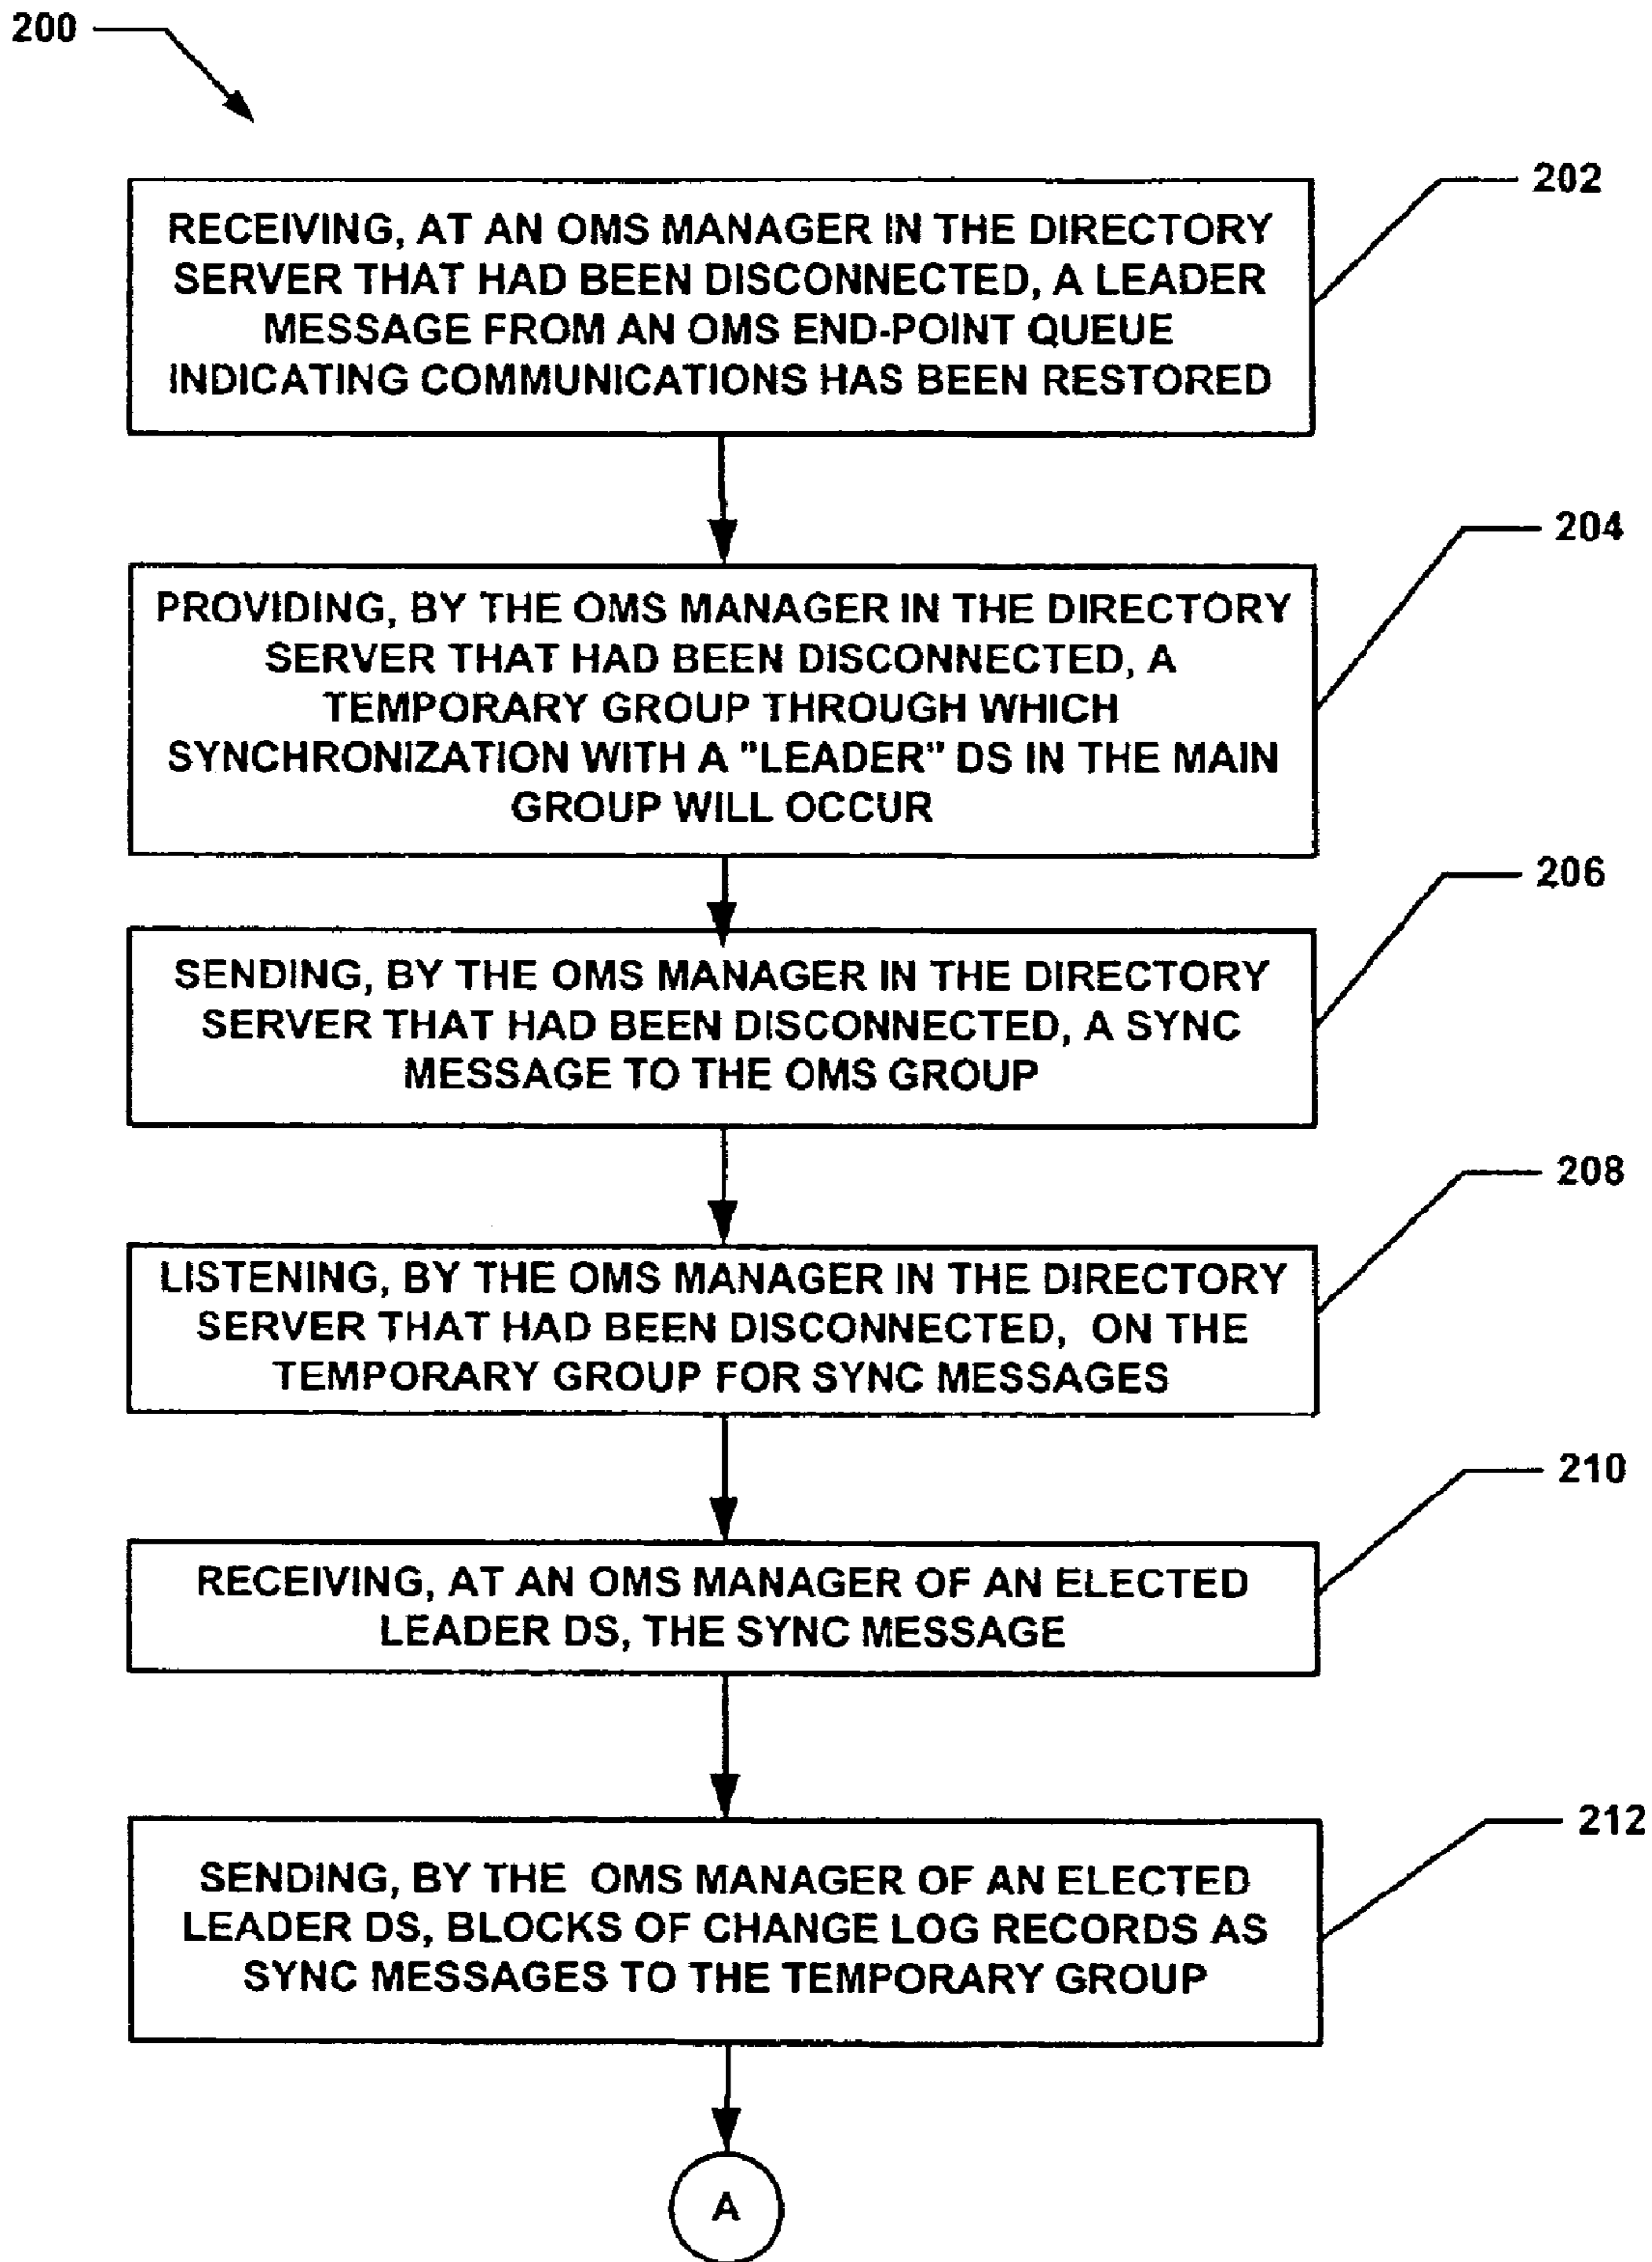 200
202
RECEIVING, AT AN OMS MANAGER IN THE DIRECTORY
SERVER THAT HAD BEEN DISCONNECTED, A LEADER
MESSAGE FROM AN OMS END-POINT QUEUE
INDICATING COMMUNICATIONS HAS BEEN RESTORED
204
PROVIDING, BY THE OMS MANAGER IN THE DIRECTORY
SERVER THAT HAD BEEN DISCONNECTED, A
TEMPORARY GROUP THROUGH WHICH
SYNCHRONIZATION WITH A "LEADER" DS IN THE MAIN
GROUP WILL OCCUR
206
SENDING, BY THE OMS MANAGER IN THE DIRECTORY
SERVER THAT HAD BEEN DISCONNECTED, A SYNC
MESSAGE TO THE OMS GROUP
208
LISTENING, BY THE OMS MANAGER IN THE DIRECTORY
SERVER THAT HAD BEEN DISCONNECTED, ON THE
TEMPORARY GROUP FOR SYNC MESSAGES
210
RECEIVING, AT AN OMS MANAGER OF AN ELECTED
LEADER DS, THE SYNC MESSAGE
212
SENDING, BY THE OMS MANAGER OF AN ELECTED
LEADER DS, BLOCKS OF CHANGE LOG RECORDS AS
SYNC MESSAGES TO THE TEMPORARY GROUP
A